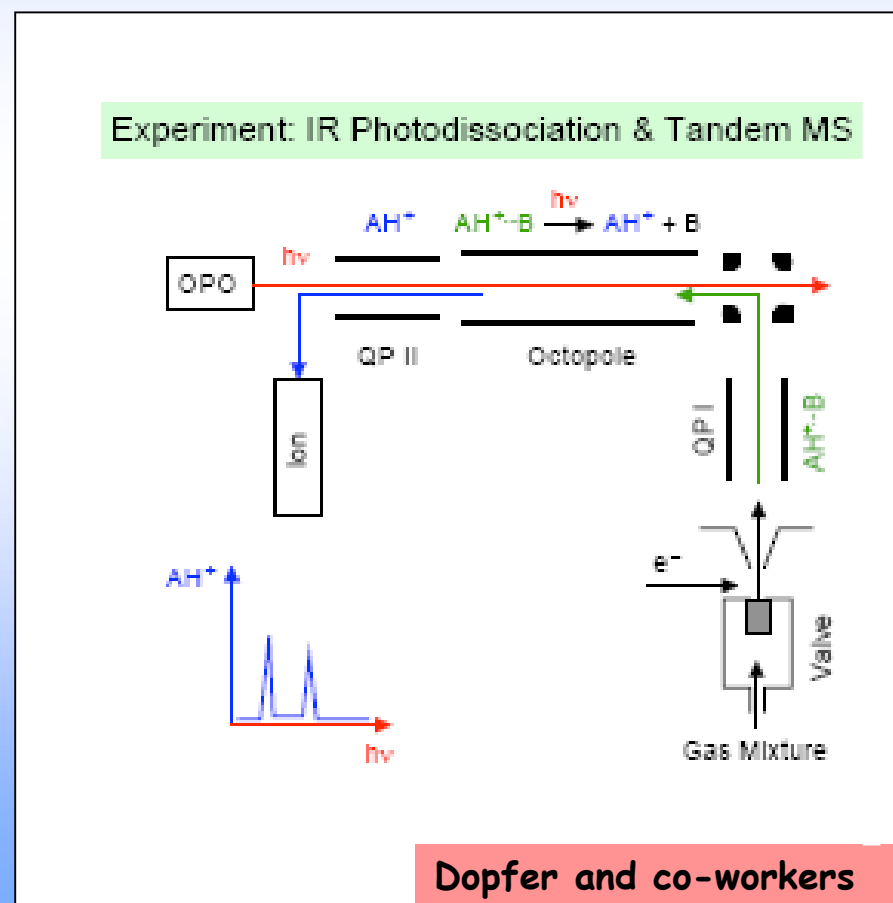 Experiment: IR Photodissociation & Tandem MS
AH⁺ AH⁺--B hν → AH⁺ + B
hν
OPO
QP II Octopole
Ion
QP I
AH⁺--B
e⁻
Valve
Gas Mixture
AH⁺
hν
Dopfer and co-workers